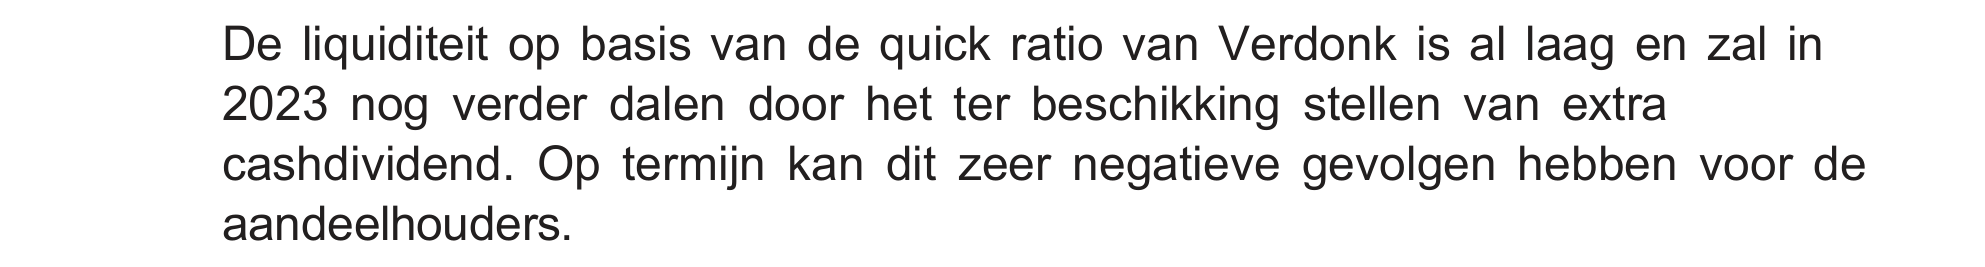 De liquiditeit op basis van de quick ratio van Verdonk is al laag en zal in
2023 nog verder dalen door het ter beschikking stellen van extra
cashdividend. Op termijn kan dit zeer negatieve gevolgen hebben voor de
aandeelhouders.